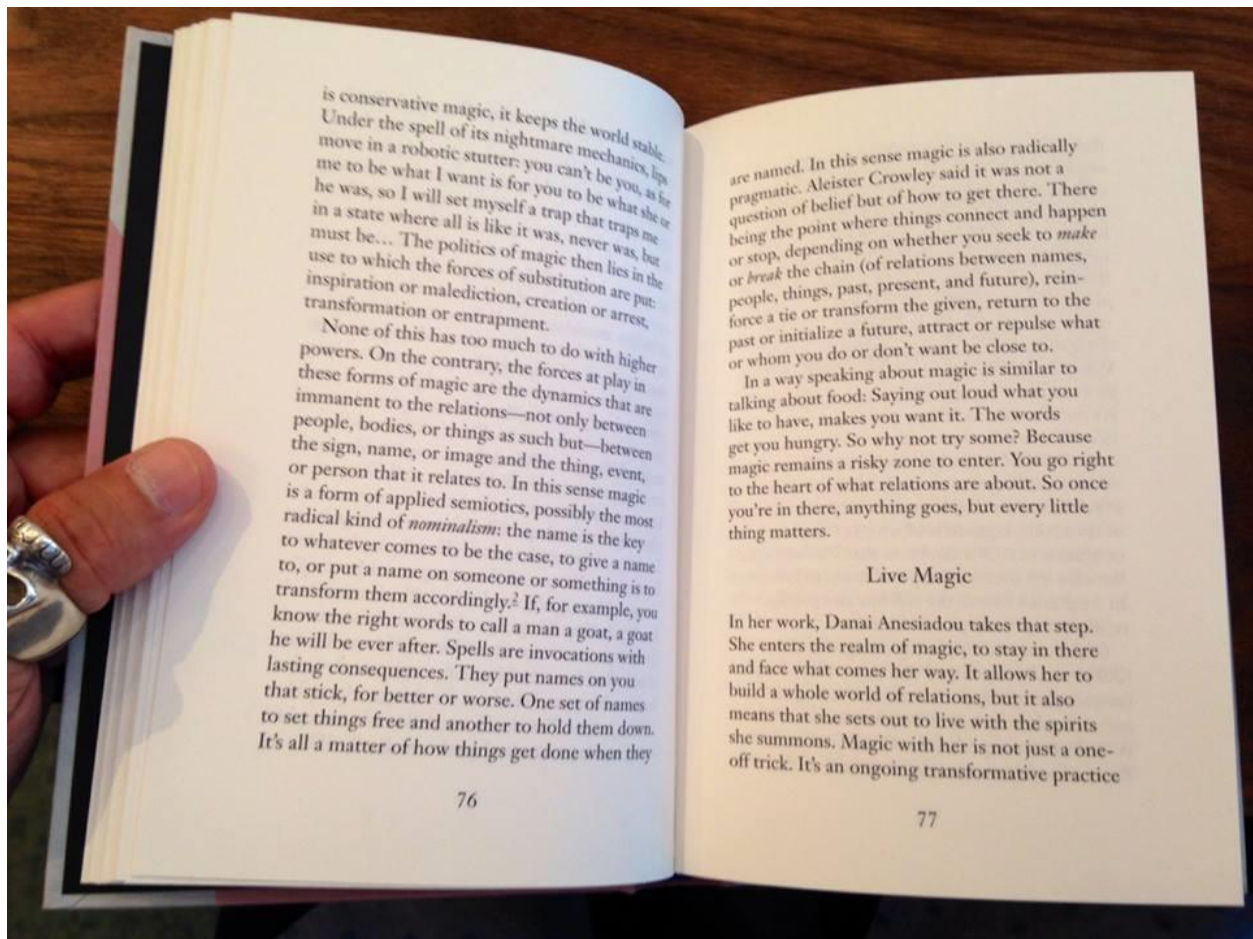 is conservative magic, it keeps the world stable.
Under the spell of its nightmare mechanics, lips
move in a robotic stutter: you can't be you, as for
me to be what I want is for you to be what she or
he was, so I will set myself a trap that traps me
in a state where all is like it was, never was, but
must be... The politics of magic then lies in the
use to which the forces of substitution are put:
inspiration or malediction, creation or arrest,
transformation or entrapment.
None of this has too much to do with higher
powers. On the contrary, the forces at play in
these forms of magic are the dynamics that are
immanent to the relations—not only between
people, bodies, or things as such but—between
the sign, name, or image and the thing, event,
or person that it relates to. In this sense magic
is a form of applied semiotics, possibly the most
radical kind of nominalism: the name is the key
to whatever comes to be the case, to give a name
to, or put a name on someone or something is to
transform them accordingly.2 If, for example, you
know the right words to call a man a goat, a goat
he will be ever after. Spells are invocations with
lasting consequences. They put names on you
that stick, for better or worse. One set of names
to set things free and another to hold them down.
It's all a matter of how things get done when they
76
are named. In this sense magic is also radically
pragmatic. Aleister Crowley said it was not a
question of belief but of how to get there. There
being the point where things connect and happen
or stop, depending on whether you seek to make
or break the chain (of relations between names,
people, things, past, present, and future), rein-
force a tie or transform the given, return to the
past or initialize a future, attract or repulse what
or whom you do or don't want be close to.
In a way speaking about magic is similar to
talking about food: Saying out loud what you
like to have, makes you want it. The words
get you hungry. So why not try some? Because
magic remains a risky zone to enter. You go right
to the heart of what relations are about. So once
you're in there, anything goes, but every little
thing matters.
Live Magic
In her work, Danai Anesiadou takes that step.
She enters the realm of magic, to stay in there
and face what comes her way. It allows her to
build a whole world of relations, but it also
means that she sets out to live with the spirits
she summons. Magic with her is not just a one-
off trick. It's an ongoing transformative practice
77